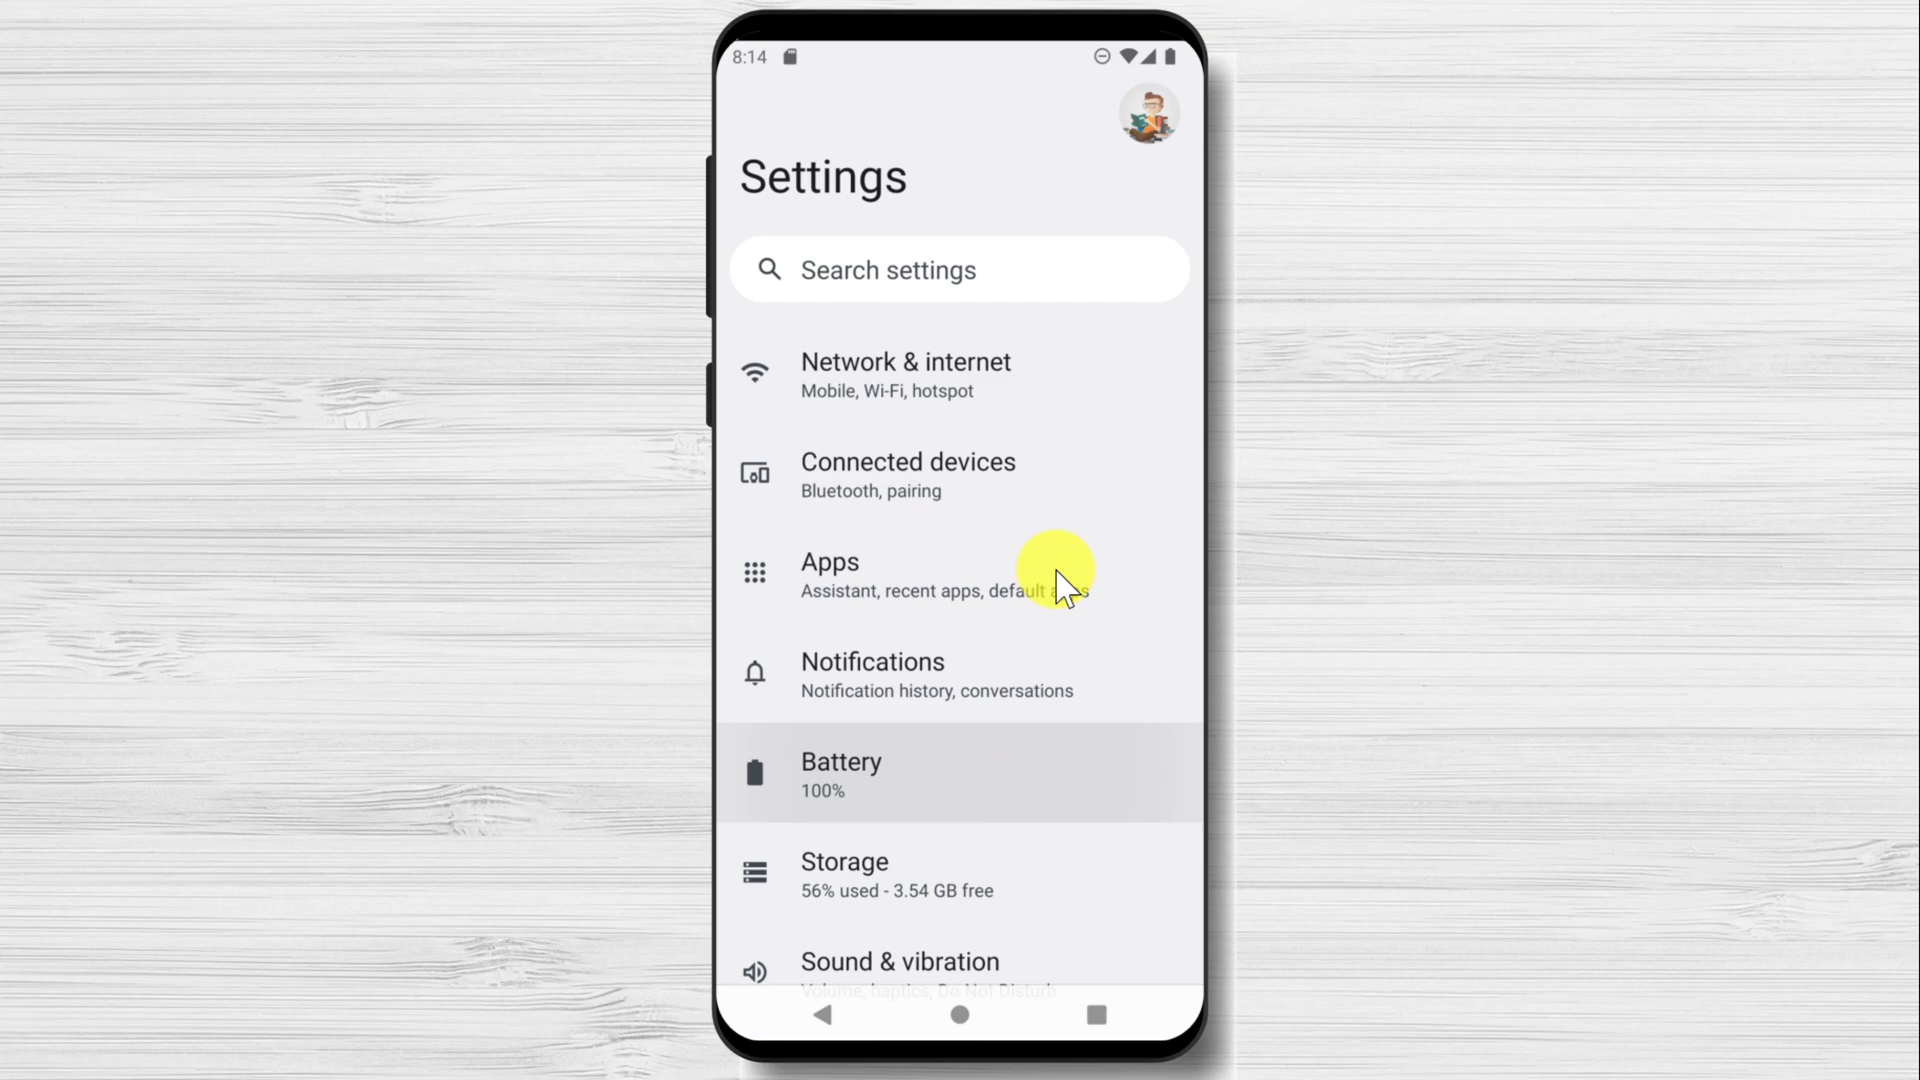 8:14
Settings
Search settings
Network & internet
Mobile, Wi-Fi, hotspot
Connected devices
Bluetooth, pairing
Apps
Assistant, recent apps, default apps
Notifications
Notification history, conversations
Battery
100%
Storage
56% used - 3.54 GB free
Sound & vibration
Volume, haptics, Do Not Disturb